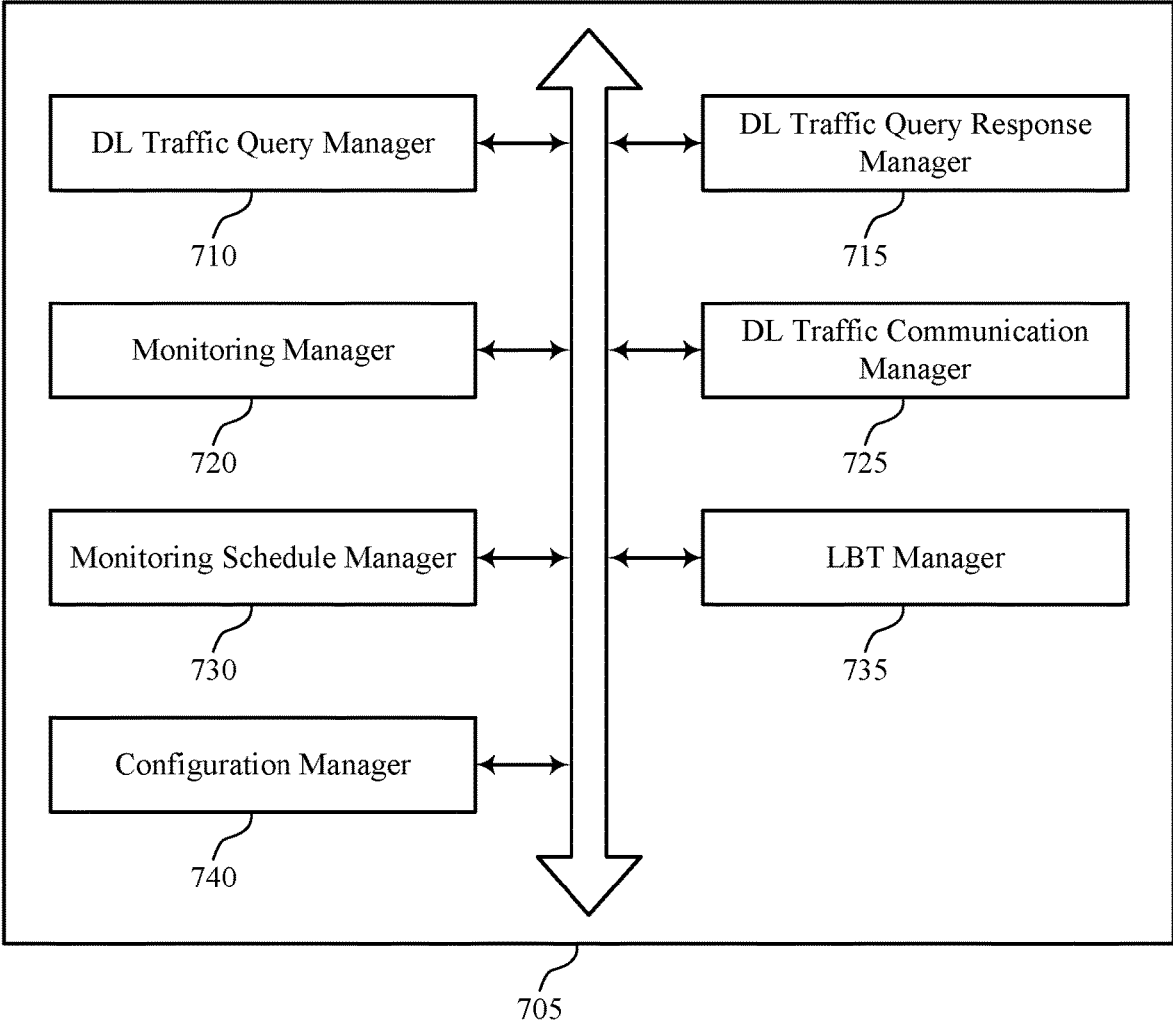 DL Traffic Query Manager
710
DL Traffic Query Response
Manager
715
Monitoring Manager
720
DL Traffic Communication
Manager
725
Monitoring Schedule Manager
730
LBT Manager
735
Configuration Manager
740
705